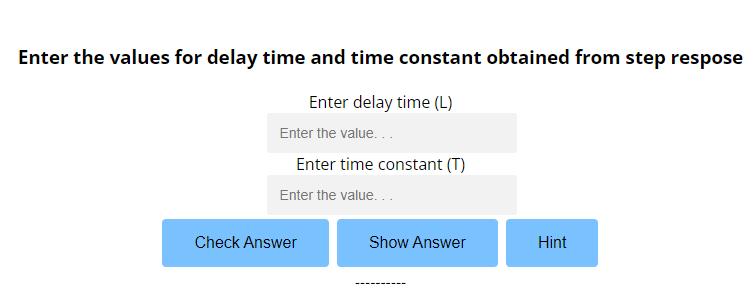 Enter the values for delay time and time constant obtained from step respose
Enter delay time (L)
Enter the value. . .
Enter time constant (T)
Enter the value. . .
Check Answer Show Answer Hint
----------